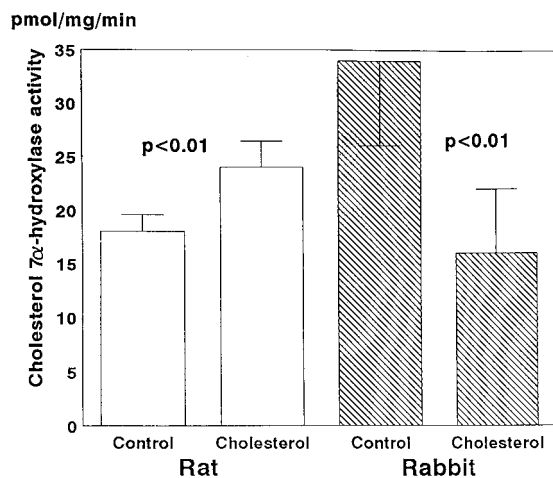 pmol/mg/min
Cholesterol 7α-hydroxylase activity
35
30
25
20
15
10
5
0
p<0.01
p<0.01
Control Cholesterol Control Cholesterol
Rat Rabbit